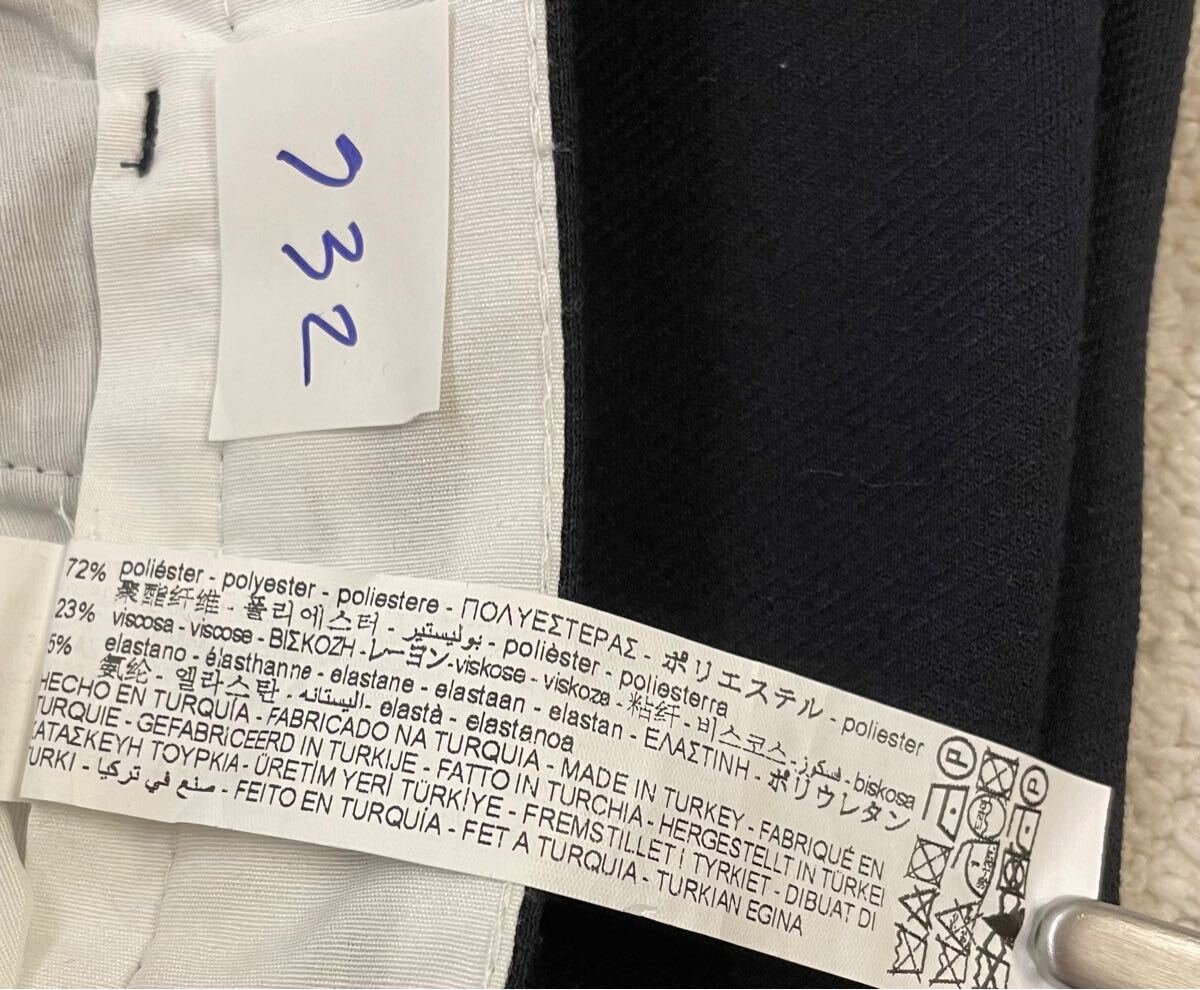 732
72% poliéster - polyester - poliestere - ΠΟΛΥΕΣΤΕΡΑΣ - ポリエステル - poliester
聚酯纤维 - 폴리에스터 - بوليستير - polièster - poliesterra
23% viscosa - viscose - ΒΙΣΚΟΖΗ - レーヨン - viskose - viskoza - 粘纤 - 비스코스 - فسكوز - biskosa
5% elastano - élasthanne - elastane - elastaan - elastan - ΕΛΑΣΤΙΝΗ - ポリウレタン
氨纶 - 엘라스탄 - اليستانه - elastà - elastanoa
HECHO EN TURQUÍA - FABRICADO NA TURQUIA - MADE IN TURKEY - FABRIQUÉ EN
TURQUIE - GEFABRICEERD IN TURKIJE - FATTO IN TURCHIA - HERGESTELLT IN TÜRKEI
ΚΑΤΑΣΚΕΥΗ ΤΟΥΡΚΙΑ - ÜRETİM YERİ TÜRKİYE - FREMSTILLET İ TYRKIET - DIBUAT DI
TURKI - صنع في تركيا - FEITO EN TURQUÍA - FET A TURQUIA - TURKIAN EGINA
P
P